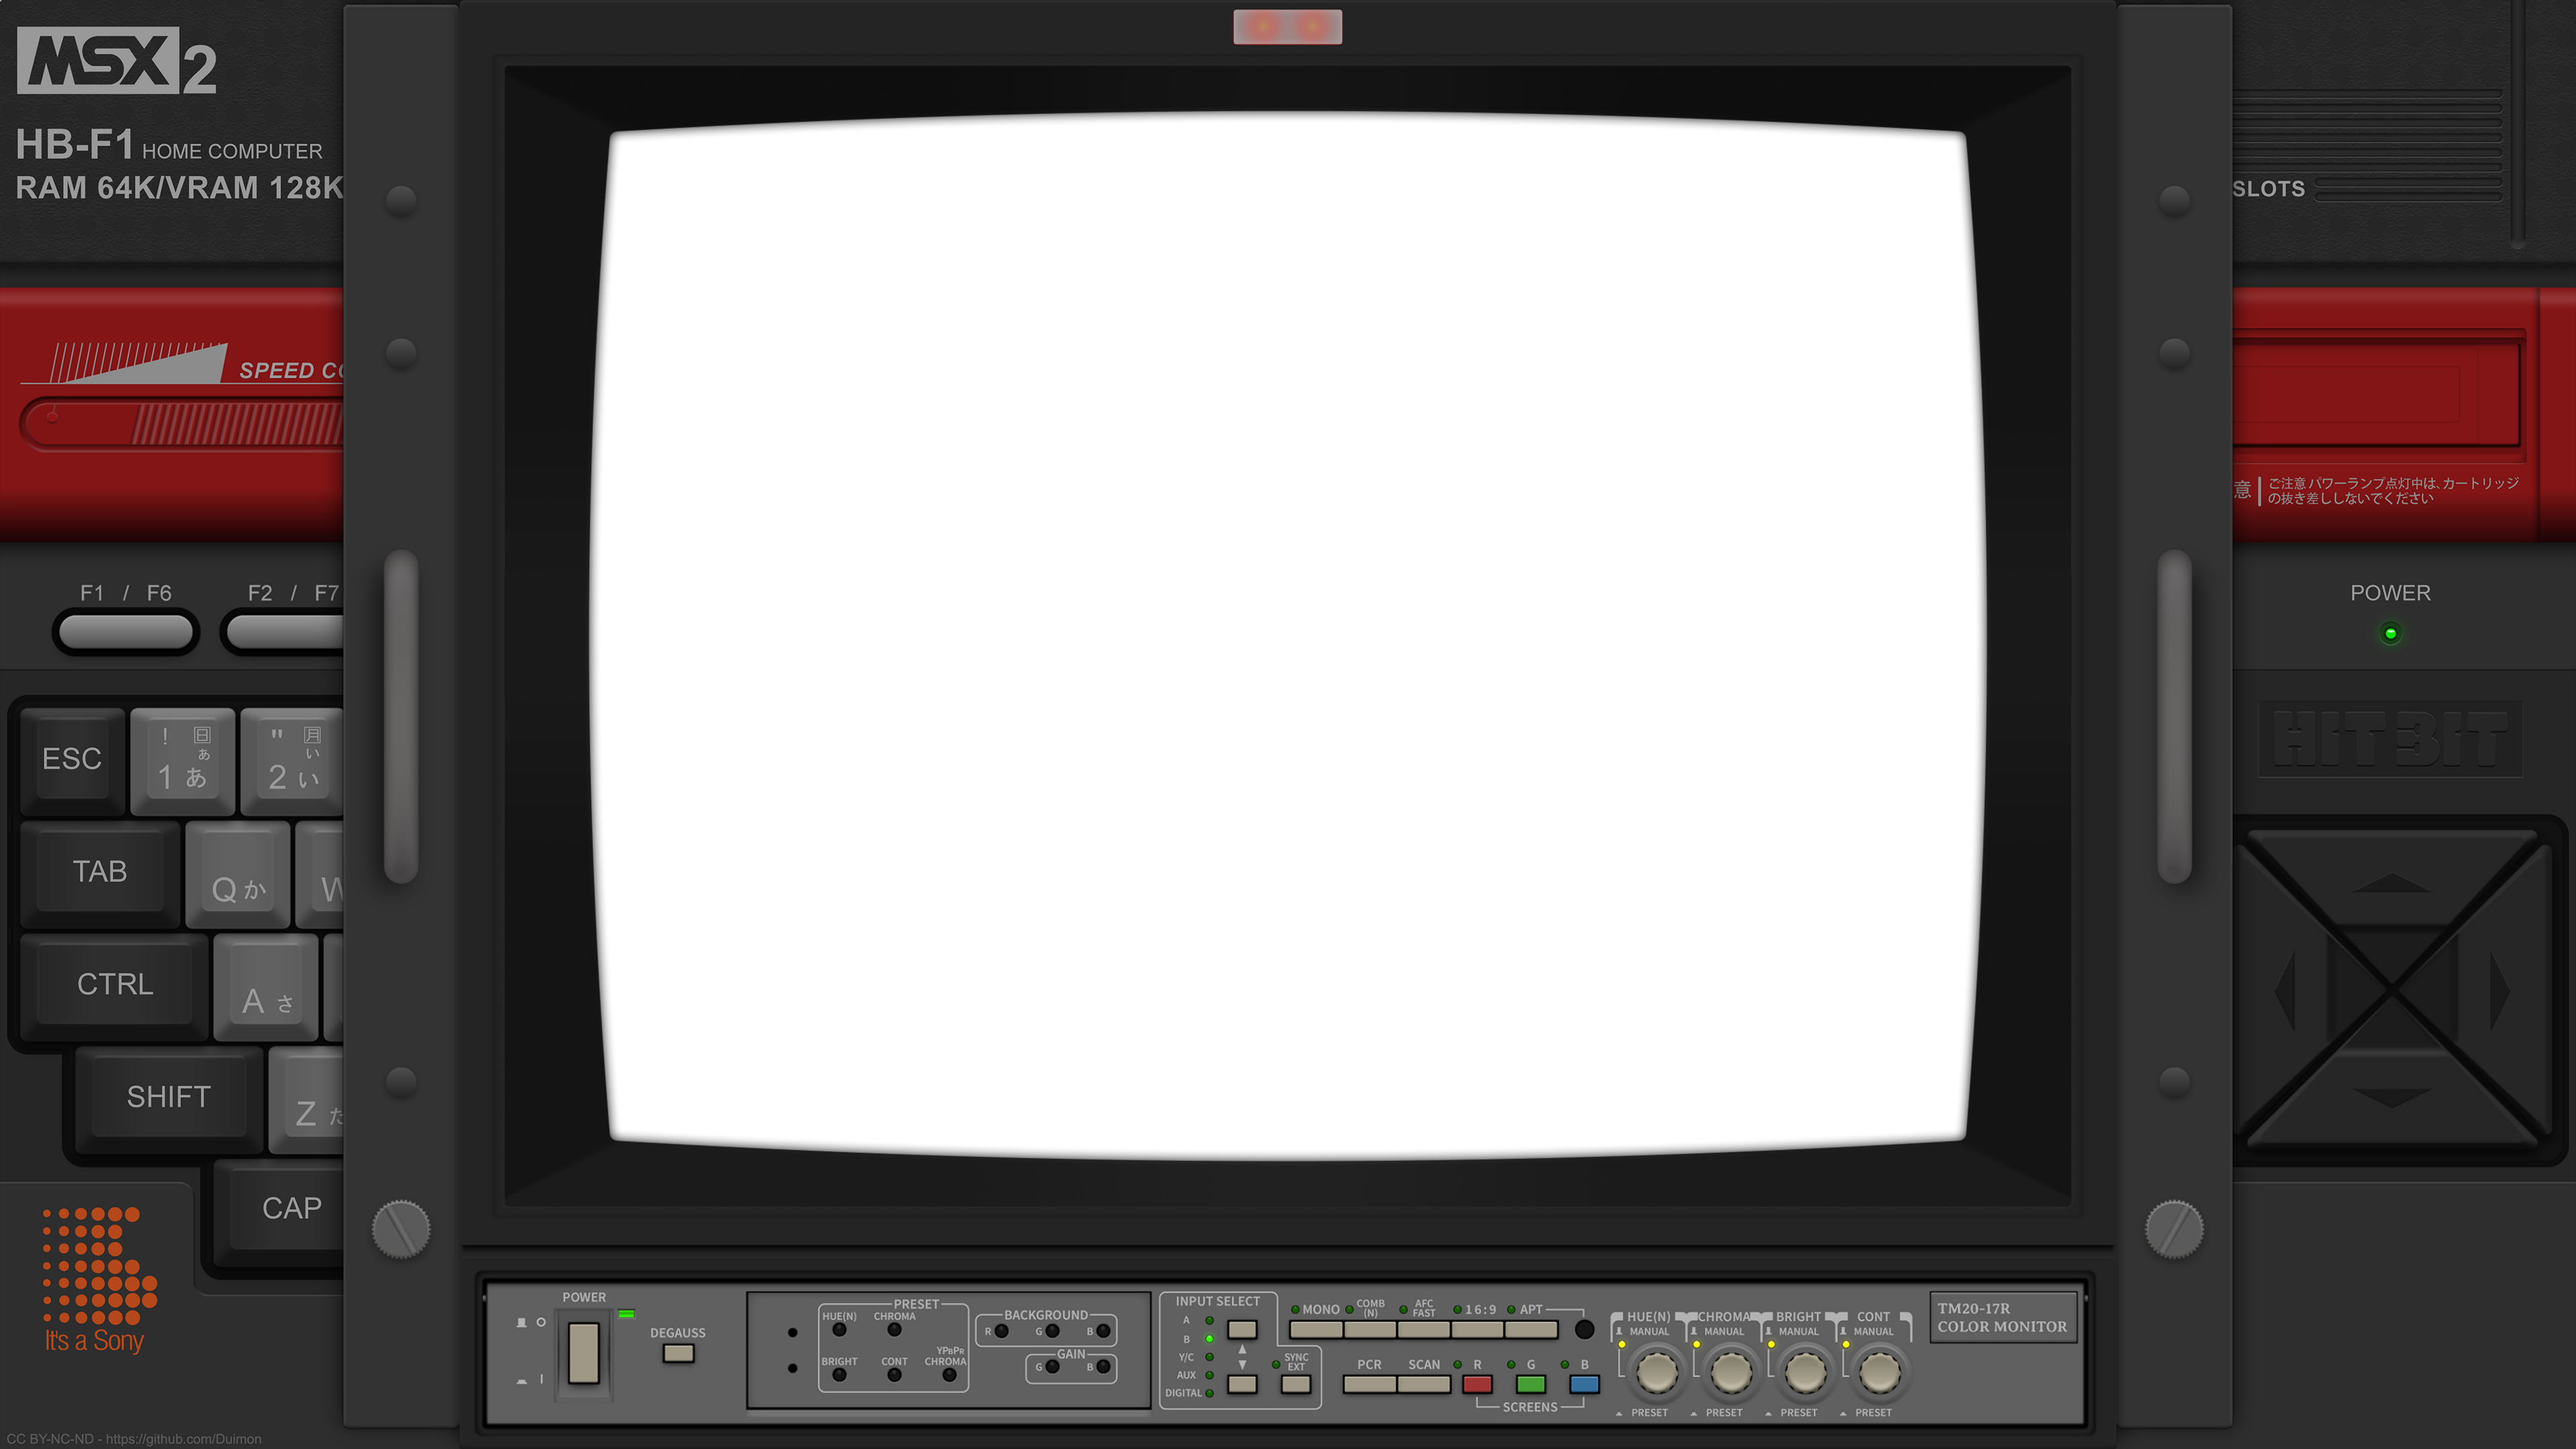 MSX2
HB-F1 HOME COMPUTER
RAM 64K/VRAM 128K
SPEED CO
F1 / F6
F2 / F7
ESC
! 日 ぁ
1 あ
" 月 ぃ
2 い
TAB
Q か
W
CTRL
A さ
SHIFT
Z た
CAP
It's a Sony
CC BY-NC-ND - https://github.com/Duimon
SLOTS
意
ご注意 パワーランプ点灯中は、カートリッジ
の抜き差ししないでください
POWER
HITBIT
POWER
DEGAUSS
PRESET
HUE(N)
CHROMA
BRIGHT
CONT
YPBPR
CHROMA
BACKGROUND
R G B
GAIN
G B
INPUT SELECT
A
B
Y/C
AUX
DIGITAL
SYNC
EXT
MONO
COMB
(N)
AFC
FAST
16:9
APT
PCR
SCAN
R
G
B
SCREENS
HUE(N)
MANUAL
PRESET
CHROMA
MANUAL
PRESET
BRIGHT
MANUAL
PRESET
CONT
MANUAL
PRESET
TM20-17R
COLOR MONITOR